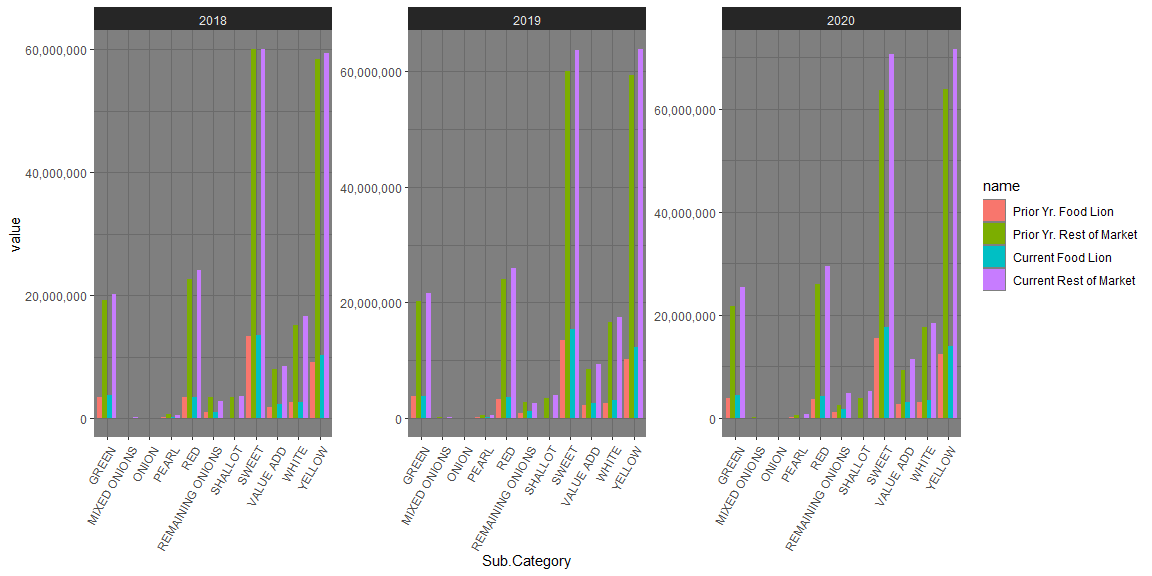 2018
2019
2020
60,000,000
40,000,000
20,000,000
0
60,000,000
40,000,000
20,000,000
0
60,000,000
40,000,000
20,000,000
0
value
GREEN
MIXED ONIONS
ONION
PEARL
RED
REMAINING ONIONS
SHALLOT
SWEET
VALUE ADD
WHITE
YELLOW
GREEN
MIXED ONIONS
ONION
PEARL
RED
REMAINING ONIONS
SHALLOT
SWEET
VALUE ADD
WHITE
YELLOW
GREEN
MIXED ONIONS
ONION
PEARL
RED
REMAINING ONIONS
SHALLOT
SWEET
VALUE ADD
WHITE
YELLOW
Sub.Category
name
Prior Yr. Food Lion
Prior Yr. Rest of Market
Current Food Lion
Current Rest of Market